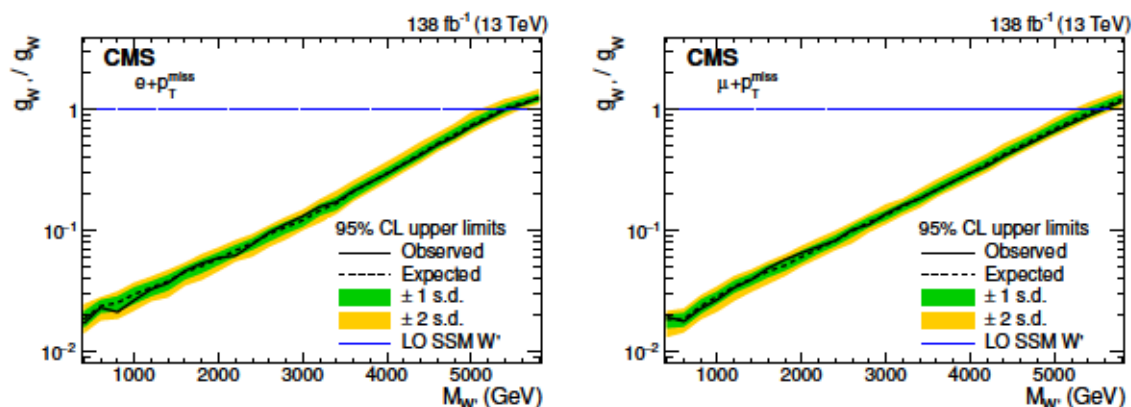 138 fb⁻¹ (13 TeV)
CMS
e+p_T^miss
g_W' / g_W
1
10⁻¹
10⁻²
95% CL upper limits
Observed
Expected
± 1 s.d.
± 2 s.d.
LO SSM W'
1000 2000 3000 4000 5000
M_W' (GeV)
138 fb⁻¹ (13 TeV)
CMS
μ+p_T^miss
g_W' / g_W
1
10⁻¹
10⁻²
95% CL upper limits
Observed
Expected
± 1 s.d.
± 2 s.d.
LO SSM W'
1000 2000 3000 4000 5000
M_W' (GeV)